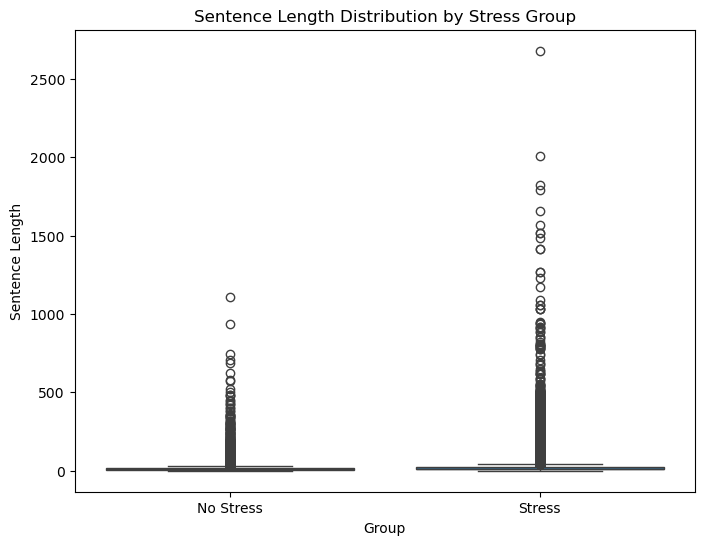 Sentence Length Distribution by Stress Group
2500
2000
1500
1000
500
0
Sentence Length
No Stress
Stress
Group